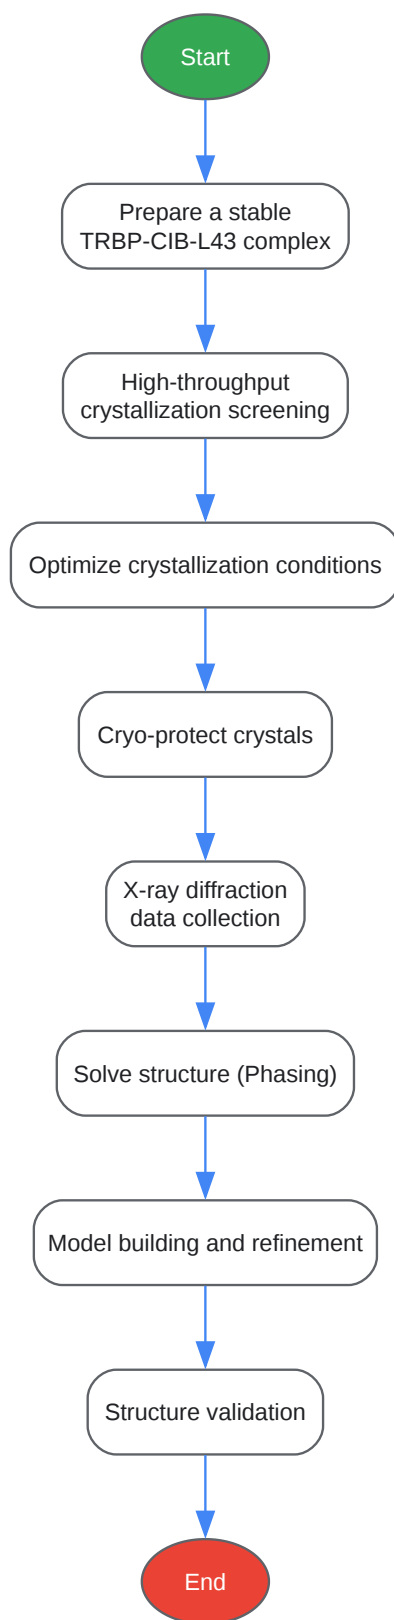 Start
Prepare a stable
TRBP-CIB-L43 complex
High-throughput
crystallization screening
Optimize crystallization conditions
Cryo-protect crystals
X-ray diffraction
data collection
Solve structure (Phasing)
Model building and refinement
Structure validation
End